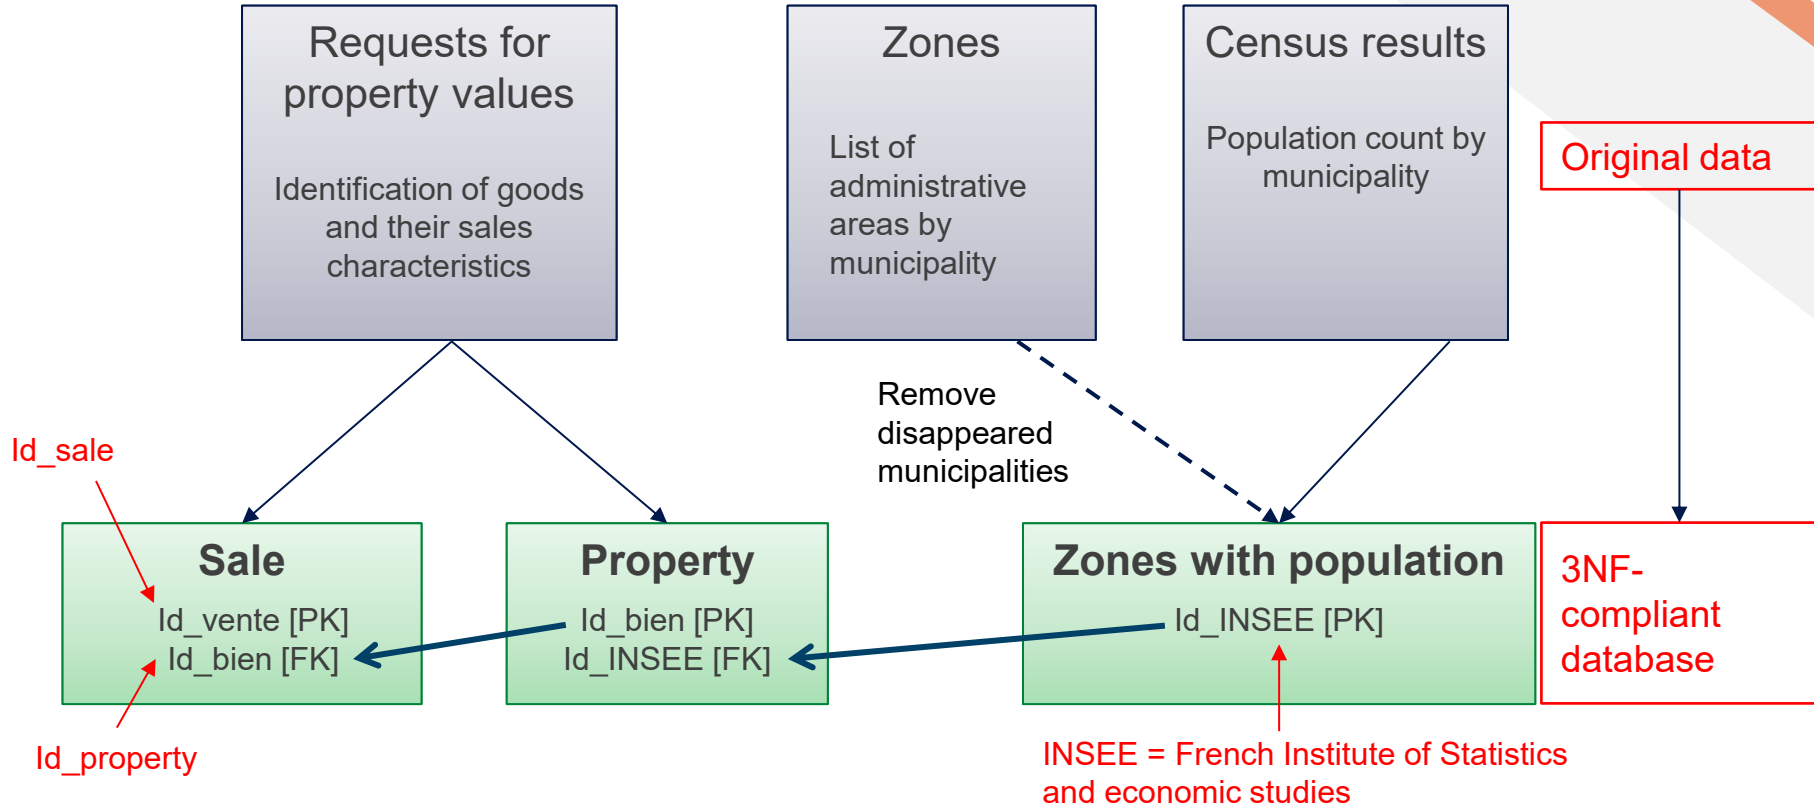 Requests for
property values
Identification of goods
and their sales
characteristics
Zones
List of
administrative
areas by
municipality
Census results
Population count by
municipality
Original data
Remove
disappeared
municipalities
Id_sale
Sale
Id_vente [PK]
Id_bien [FK]
Property
Id_bien [PK]
Id_INSEE [FK]
Zones with population
Id_INSEE [PK]
3NF-
compliant
database
Id_property
INSEE = French Institute of Statistics
and economic studies